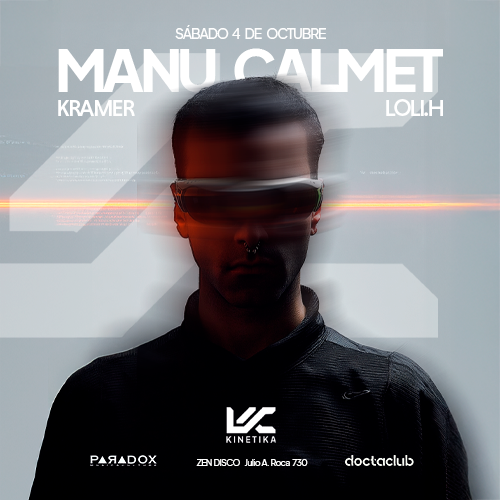 SÁBADO 4 DE OCTUBRE
MANU CALMET
KRAMER
LOLI.H
KINETIKA
PARADOX
ZEN DISCO Julio A. Roca 730
doctaclub